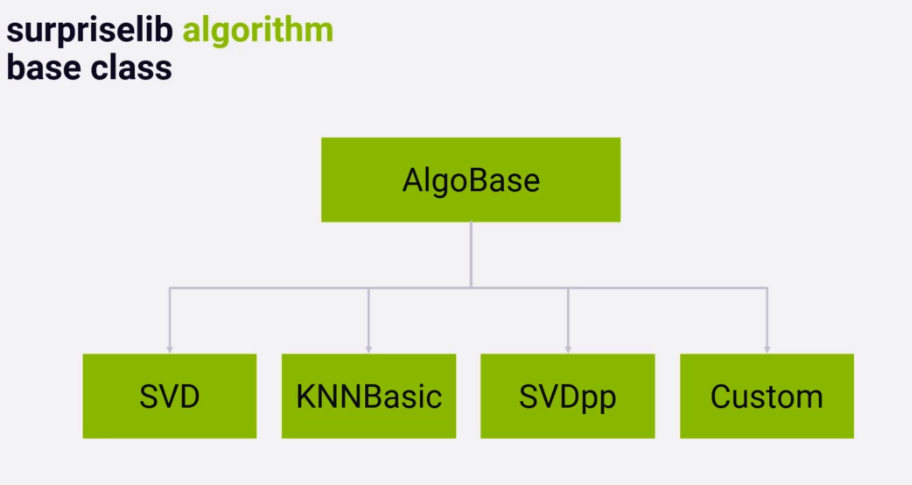 surpriselib algorithm
base class
AlgoBase
SVD
KNNBasic
SVDpp
Custom